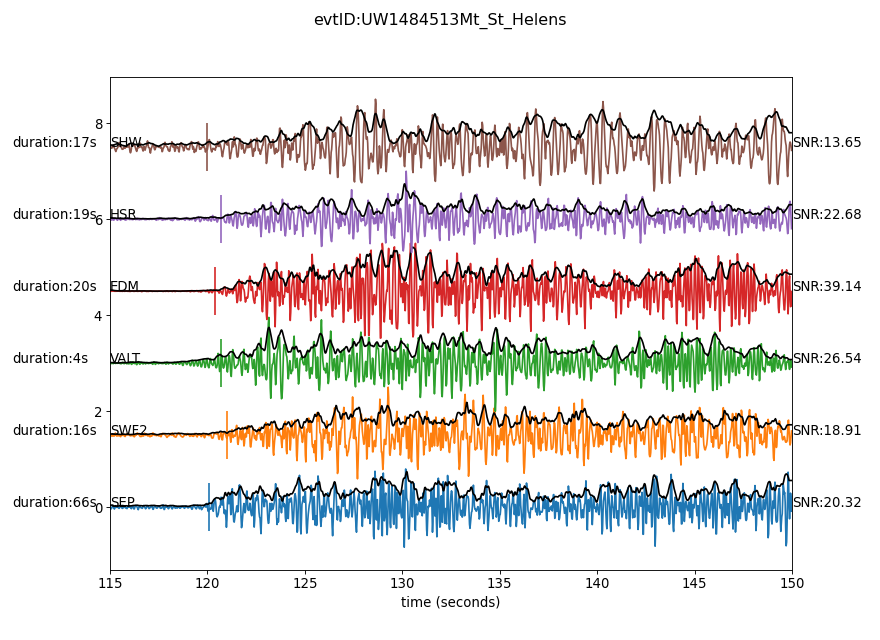 evtID:UW1484513Mt_St_Helens
8
duration:17s SHW SNR:13.65
duration:19s 6 HSR SNR:22.68
duration:20s EDM SNR:39.14
4
duration:4s VALT SNR:26.54
2
duration:16s SWF2 SNR:18.91
duration:66s 0 SEP SNR:20.32
115 120 125 130 135 140 145 150
time (seconds)